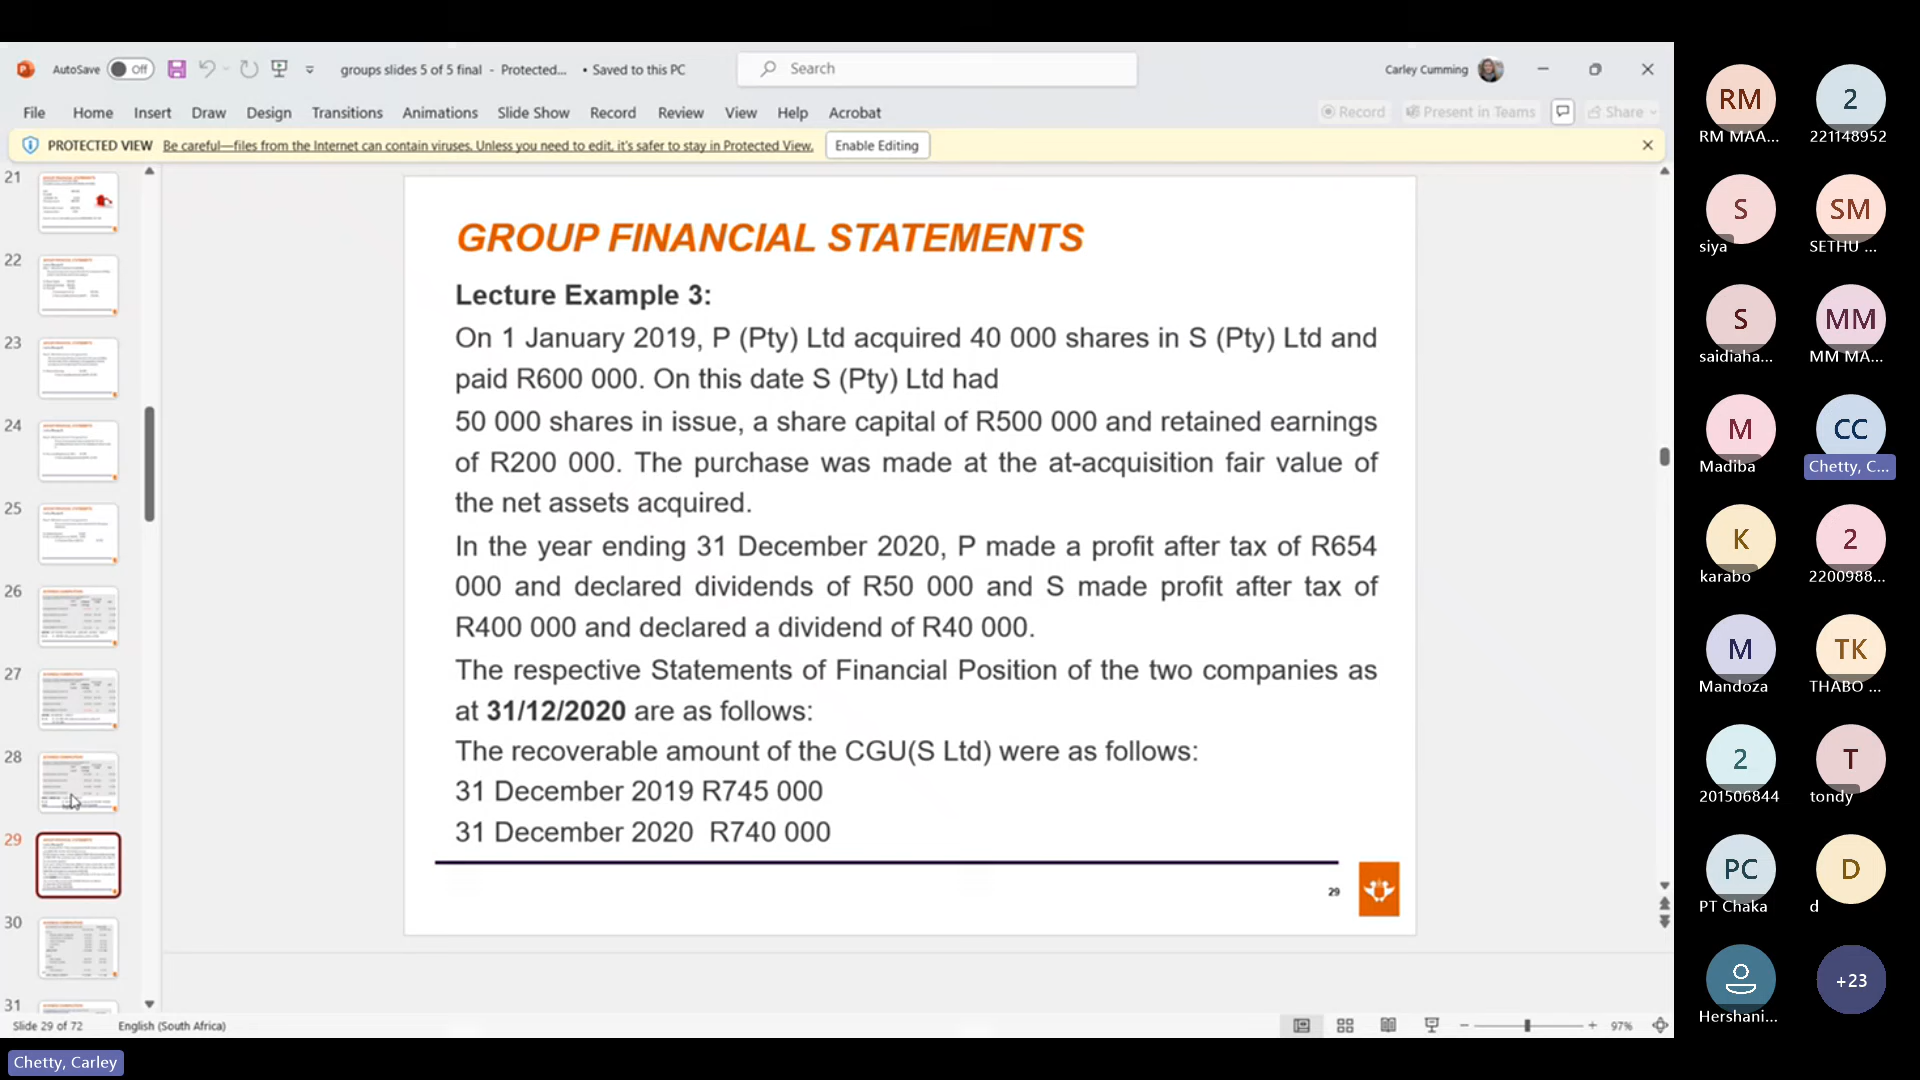 AutoSave Off
groups slides 5 of 5 final - Protected... • Saved to this PC
Search
Carley Cumming
File Home Insert Draw Design Transitions Animations Slide Show Record Review View Help Acrobat
Record Present in Teams Share
PROTECTED VIEW Be careful—files from the Internet can contain viruses. Unless you need to edit, it's safer to stay in Protected View. Enable Editing
21
22
23
24
25
26
27
28
29
30
31
GROUP FINANCIAL STATEMENTS
Lecture Example 3:
On 1 January 2019, P (Pty) Ltd acquired 40 000 shares in S (Pty) Ltd and
paid R600 000. On this date S (Pty) Ltd had
50 000 shares in issue, a share capital of R500 000 and retained earnings
of R200 000. The purchase was made at the at-acquisition fair value of
the net assets acquired.
In the year ending 31 December 2020, P made a profit after tax of R654
000 and declared dividends of R50 000 and S made profit after tax of
R400 000 and declared a dividend of R40 000.
The respective Statements of Financial Position of the two companies as
at 31/12/2020 are as follows:
The recoverable amount of the CGU(S Ltd) were as follows:
31 December 2019 R745 000
31 December 2020 R740 000
29
Slide 29 of 72 English (South Africa)
97%
Chetty, Carley
RM 2
RM MAA... 221148952
S SM
siya SETHU ...
S MM
saidiaha... MM MA...
M CC
Madiba Chetty, C...
K 2
karabo 2200988...
M TK
Mandoza THABO ...
2 T
201506844 tondy
PC D
PT Chaka d
+23
Hershani...